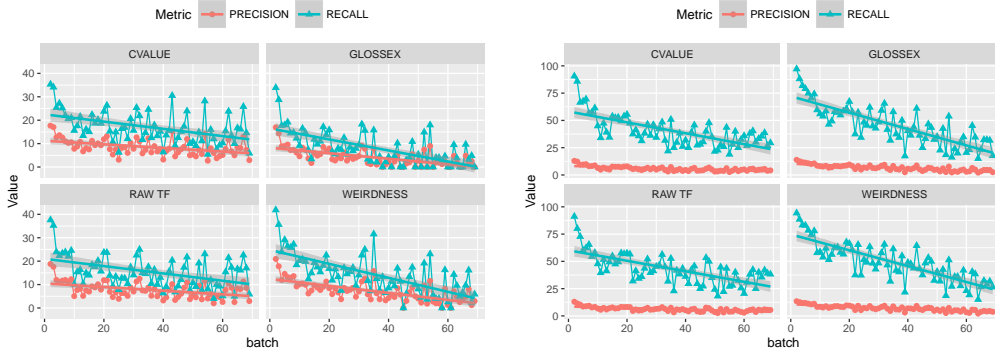 Metric PRECISION RECALL
CVALUE GLOSSEX
40
30
20
10
0
RAW TF WEIRDNESS
40
30
20
10
0
0 20 40 60 0 20 40 60
Value
batch
Metric PRECISION RECALL
CVALUE GLOSSEX
100
75
50
25
0
RAW TF WEIRDNESS
100
75
50
25
0
0 20 40 60 0 20 40 60
Value
batch